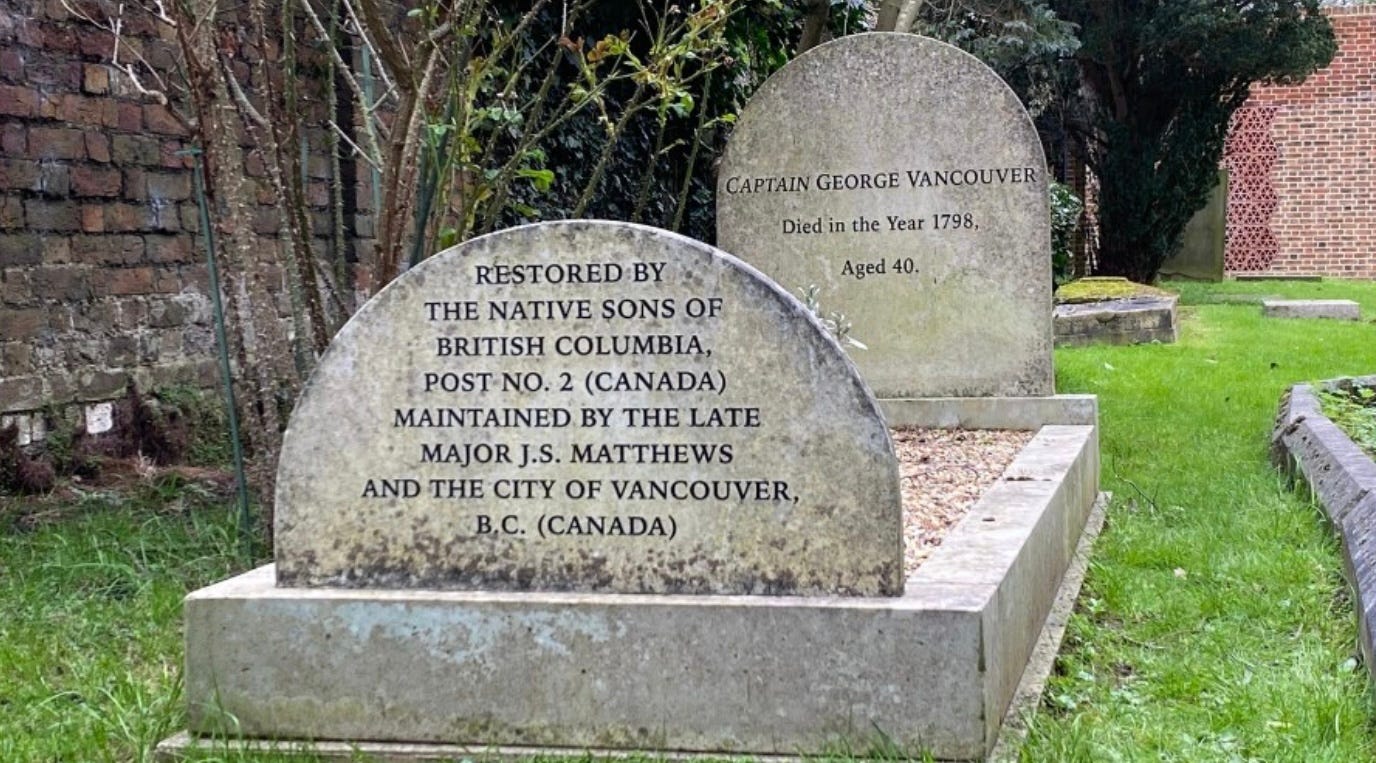 CAPTAIN GEORGE VANCOUVER
Died in the Year 1798,
Aged 40.
RESTORED BY
THE NATIVE SONS OF
BRITISH COLUMBIA,
POST NO. 2 (CANADA)
MAINTAINED BY THE LATE
MAJOR J.S. MATTHEWS
AND THE CITY OF VANCOUVER,
B.C. (CANADA)